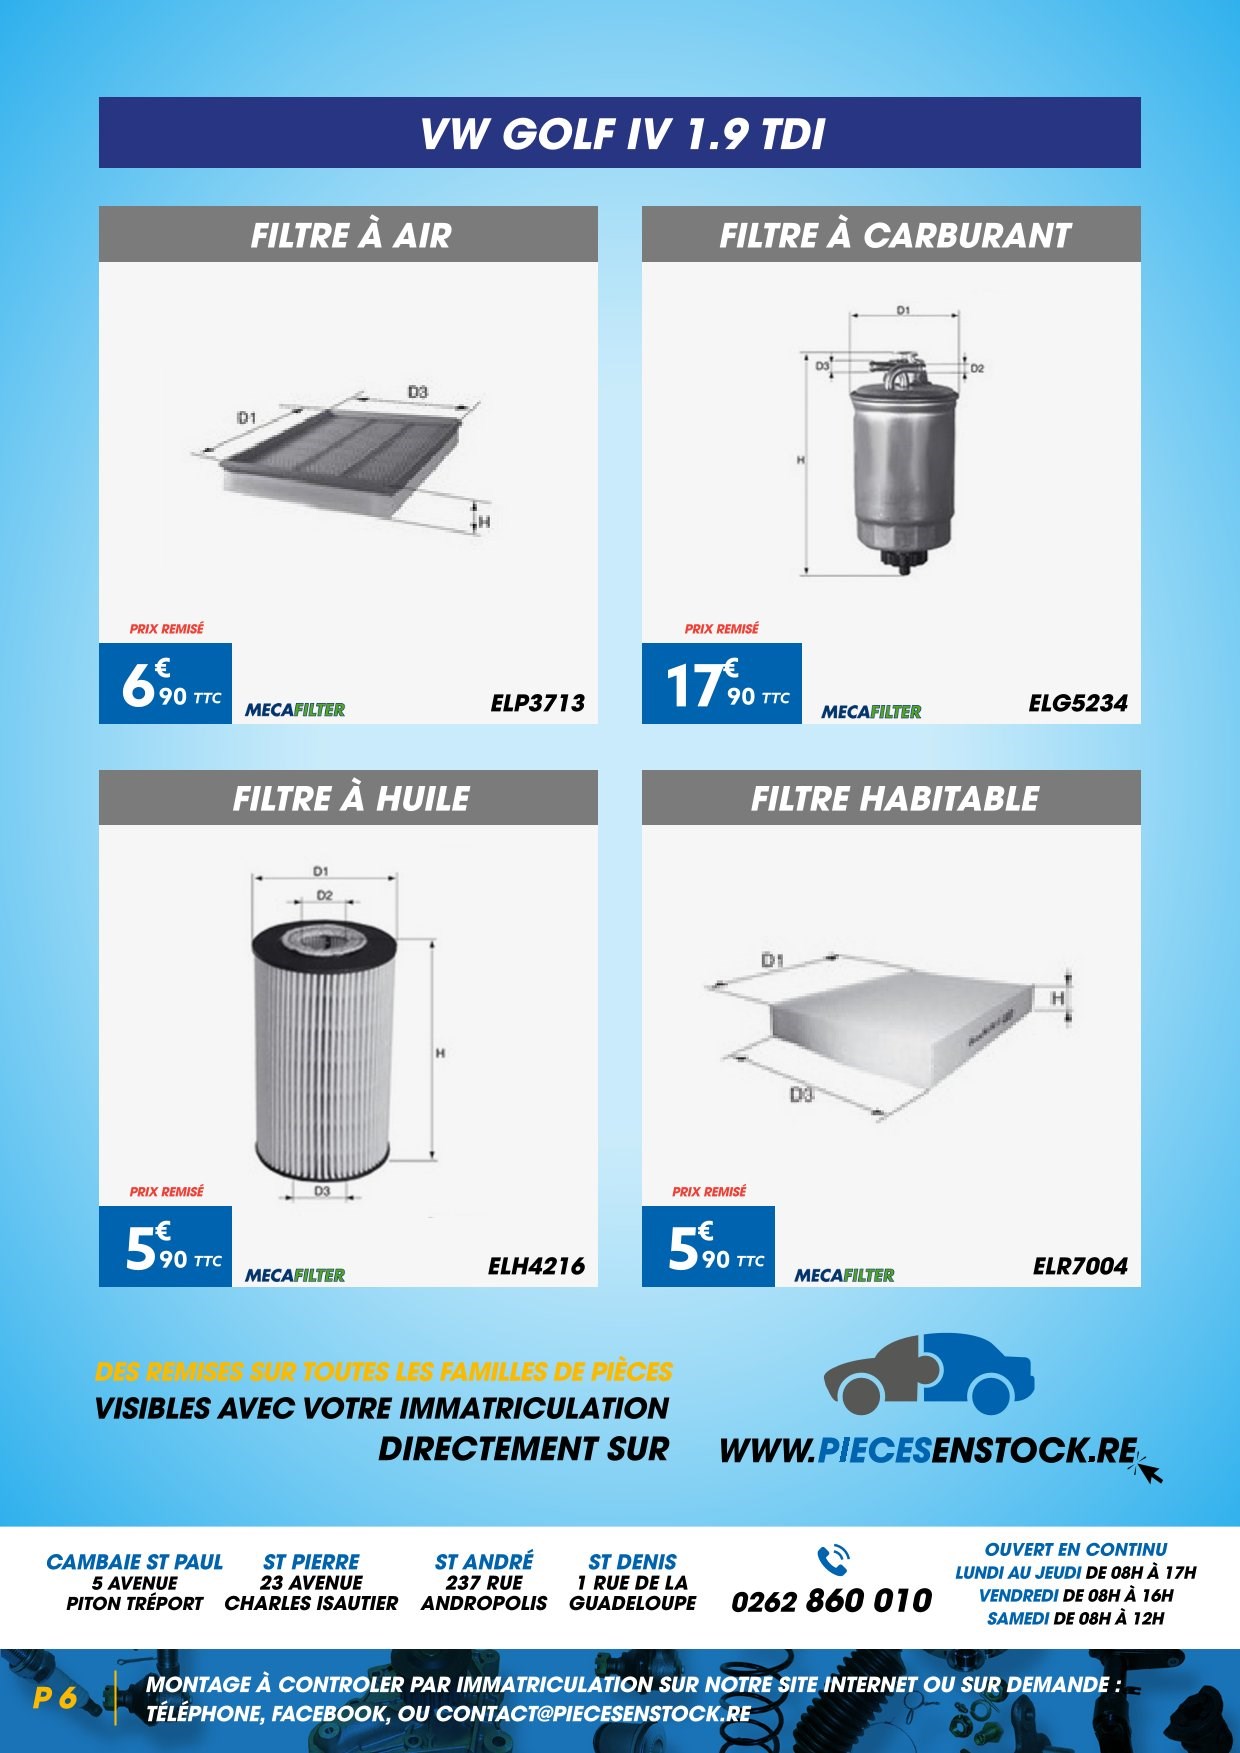 VW GOLF IV 1.9 TDI
FILTRE À AIR
D1
D3
H
PRIX REMISÉ
6€90 TTC
MECAFILTER
ELP3713
FILTRE À CARBURANT
D1
D3
D2
H
PRIX REMISÉ
17€90 TTC
MECAFILTER
ELG5234
FILTRE À HUILE
D1
D2
H
D3
PRIX REMISÉ
5€90 TTC
MECAFILTER
ELH4216
FILTRE HABITABLE
D1
H
D3
PRIX REMISÉ
5€90 TTC
MECAFILTER
ELR7004
DES REMISES SUR TOUTES LES FAMILLES DE PIÈCES
VISIBLES AVEC VOTRE IMMATRICULATION
DIRECTEMENT SUR
WWW.PIECESENSTOCK.RE
CAMBAIE ST PAUL
5 AVENUE
PITON TRÉPORT
ST PIERRE
23 AVENUE
CHARLES ISAUTIER
ST ANDRÉ
237 RUE
ANDROPOLIS
ST DENIS
1 RUE DE LA
GUADELOUPE
0262 860 010
OUVERT EN CONTINU
LUNDI AU JEUDI DE 08H À 17H
VENDREDI DE 08H À 16H
SAMEDI DE 08H À 12H
P 6
MONTAGE À CONTROLER PAR IMMATRICULATION SUR NOTRE SITE INTERNET OU SUR DEMANDE :
TÉLÉPHONE, FACEBOOK, OU CONTACT@PIECESENSTOCK.RE